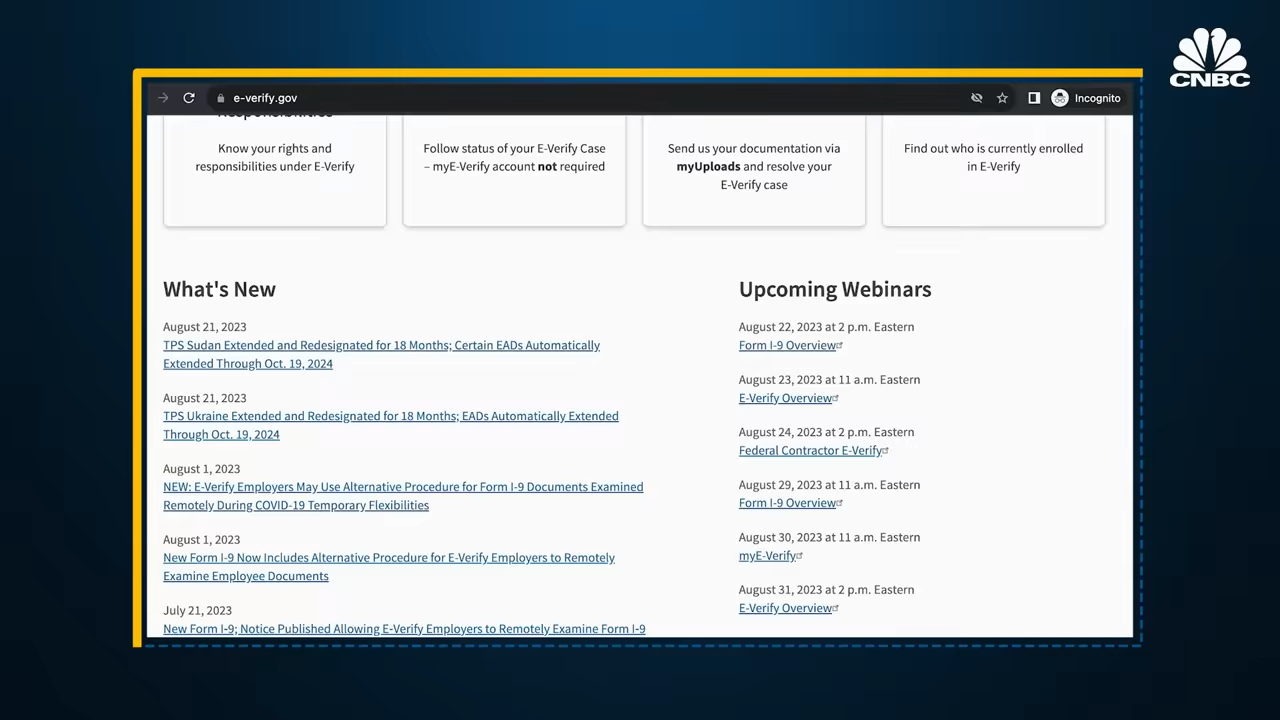 CNBC
e-verify.gov
Incognito
Responsibilities
Know your rights and
responsibilities under E-Verify
Follow status of your E-Verify Case
– myE-Verify account not required
Send us your documentation via
myUploads and resolve your
E-Verify case
Find out who is currently enrolled
in E-Verify
What's New
August 21, 2023
TPS Sudan Extended and Redesignated for 18 Months; Certain EADs Automatically
Extended Through Oct. 19, 2024
August 21, 2023
TPS Ukraine Extended and Redesignated for 18 Months; EADs Automatically Extended
Through Oct. 19, 2024
August 1, 2023
NEW: E-Verify Employers May Use Alternative Procedure for Form I-9 Documents Examined
Remotely During COVID-19 Temporary Flexibilities
August 1, 2023
New Form I-9 Now Includes Alternative Procedure for E-Verify Employers to Remotely
Examine Employee Documents
July 21, 2023
New Form I-9; Notice Published Allowing E-Verify Employers to Remotely Examine Form I-9
Upcoming Webinars
August 22, 2023 at 2 p.m. Eastern
Form I-9 Overview
August 23, 2023 at 11 a.m. Eastern
E-Verify Overview
August 24, 2023 at 2 p.m. Eastern
Federal Contractor E-Verify
August 29, 2023 at 11 a.m. Eastern
Form I-9 Overview
August 30, 2023 at 11 a.m. Eastern
myE-Verify
August 31, 2023 at 2 p.m. Eastern
E-Verify Overview